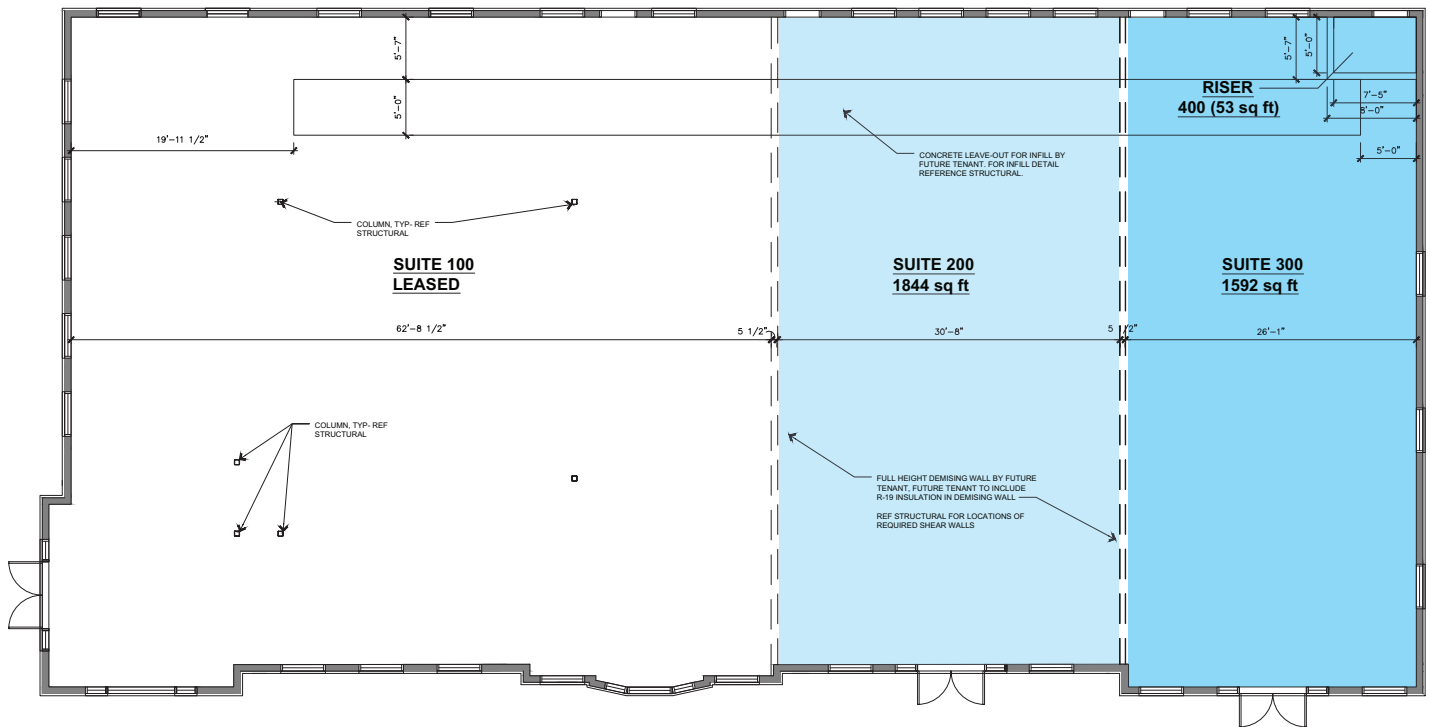 5'-7"
5'-0"
19'-11 1/2"
5'-7"
5'-0"
RISER
400 (53 sq ft)
7'-5"
8'-0"
5'-0"
CONCRETE LEAVE-OUT FOR INFILL BY
FUTURE TENANT. FOR INFILL DETAIL
REFERENCE STRUCTURAL.
COLUMN, TYP- REF
STRUCTURAL
SUITE 100
LEASED
SUITE 200
1844 sq ft
SUITE 300
1592 sq ft
62'-8 1/2"
5 1/2"
30'-8"
5 1/2"
26'-1"
COLUMN, TYP- REF
STRUCTURAL
FULL HEIGHT DEMISING WALL BY FUTURE
TENANT, FUTURE TENANT TO INCLUDE
R-19 INSULATION IN DEMISING WALL
REF STRUCTURAL FOR LOCATIONS OF
REQUIRED SHEAR WALLS